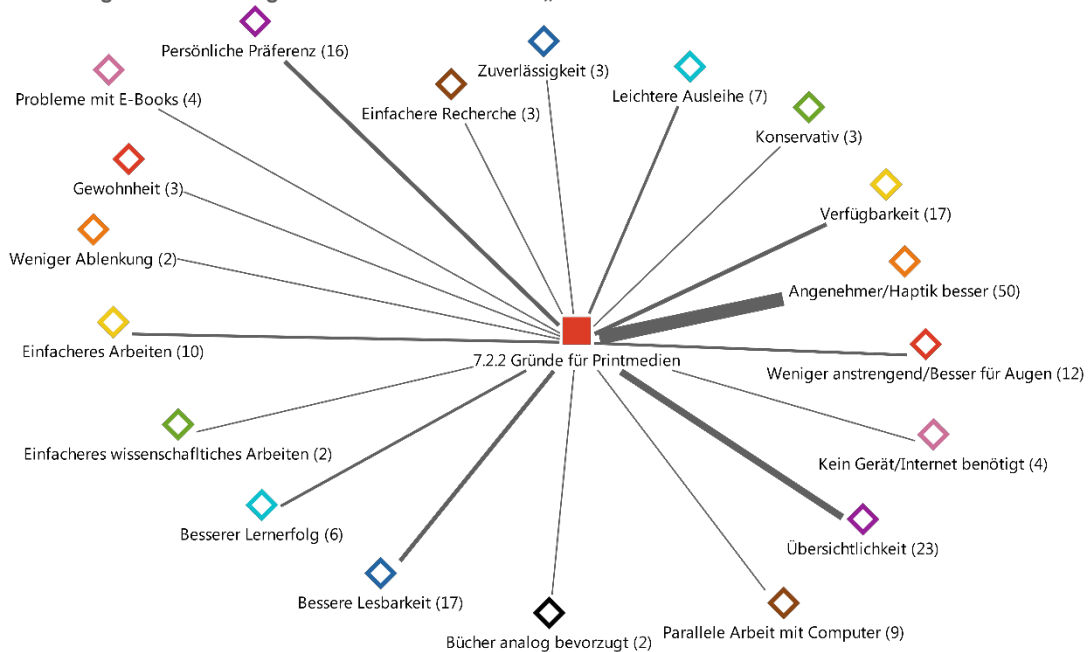 Persönliche Präferenz (16)
Zuverlässigkeit (3)
Probleme mit E-Books (4)
Einfachere Recherche (3)
Leichtere Ausleihe (7)
Konservativ (3)
Gewohnheit (3)
Verfügbarkeit (17)
Weniger Ablenkung (2)
Angenehmer/Haptik besser (50)
Einfacheres Arbeiten (10)
7.2.2 Gründe für Printmedien
Weniger anstrengend/Besser für Augen (12)
Einfacheres wissenschafltiches Arbeiten (2)
Kein Gerät/Internet benötigt (4)
Besserer Lernerfolg (6)
Übersichtlichkeit (23)
Bessere Lesbarkeit (17)
Bücher analog bevorzugt (2)
Parallele Arbeit mit Computer (9)